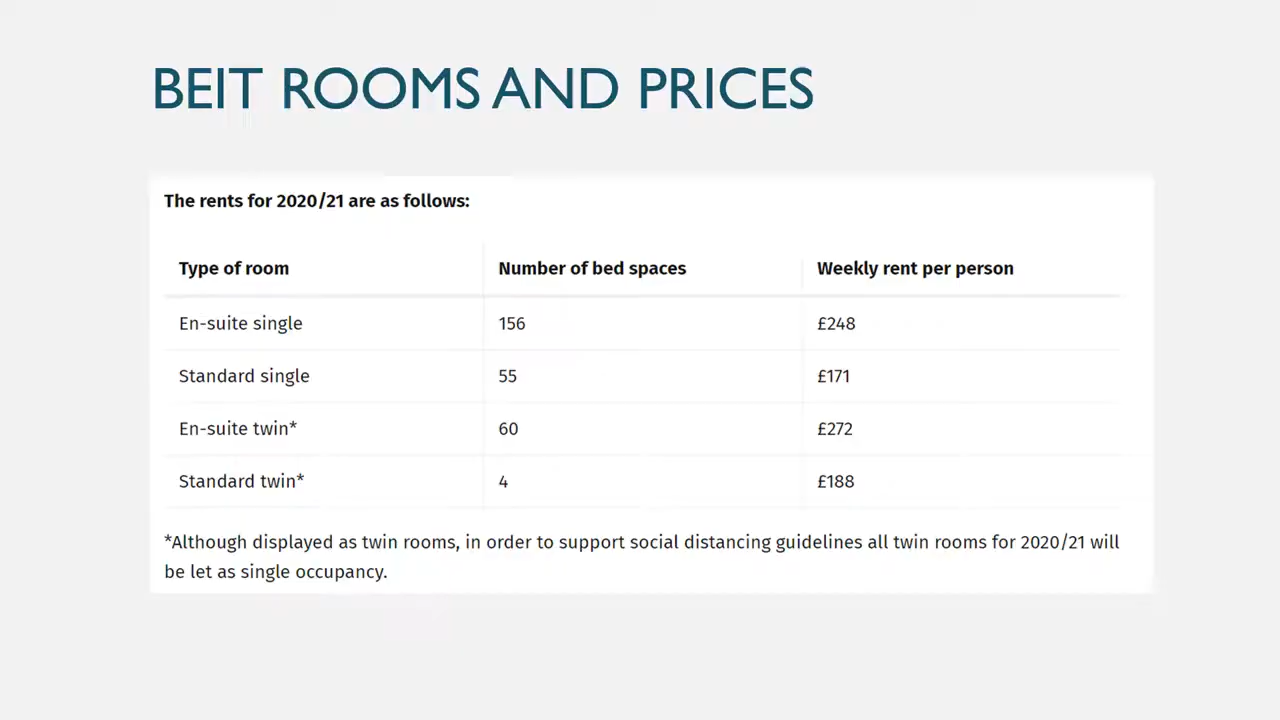 BEIT ROOMS AND PRICES
The rents for 2020/21 are as follows:
Type of room Number of bed spaces Weekly rent per person
En-suite single 156 £248
Standard single 55 £171
En-suite twin* 60 £272
Standard twin* 4 £188
*Although displayed as twin rooms, in order to support social distancing guidelines all twin rooms for 2020/21 will
be let as single occupancy.